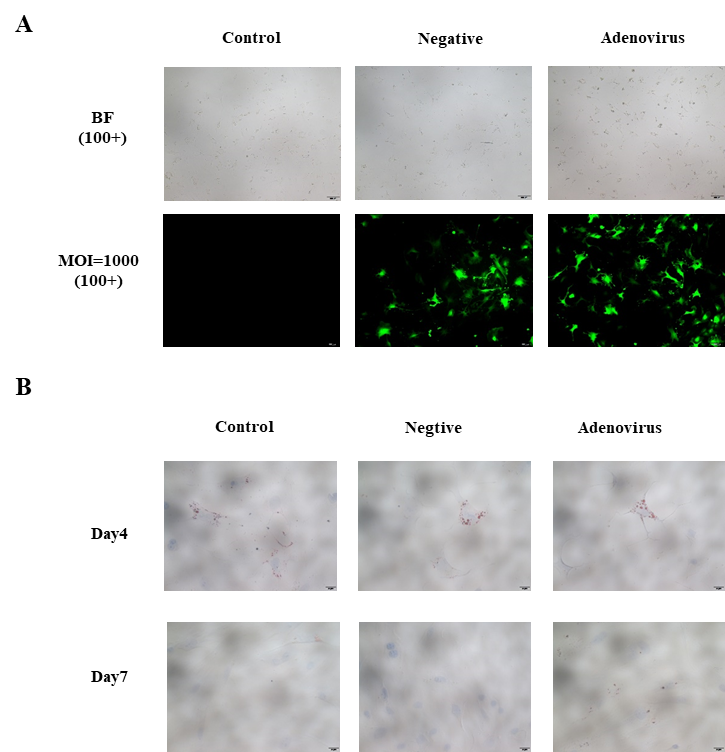 A
Control Negative Adenovirus
BF
(100+)
MOI=1000
(100+)
B
Control Negtive Adenovirus
Day4
Day7